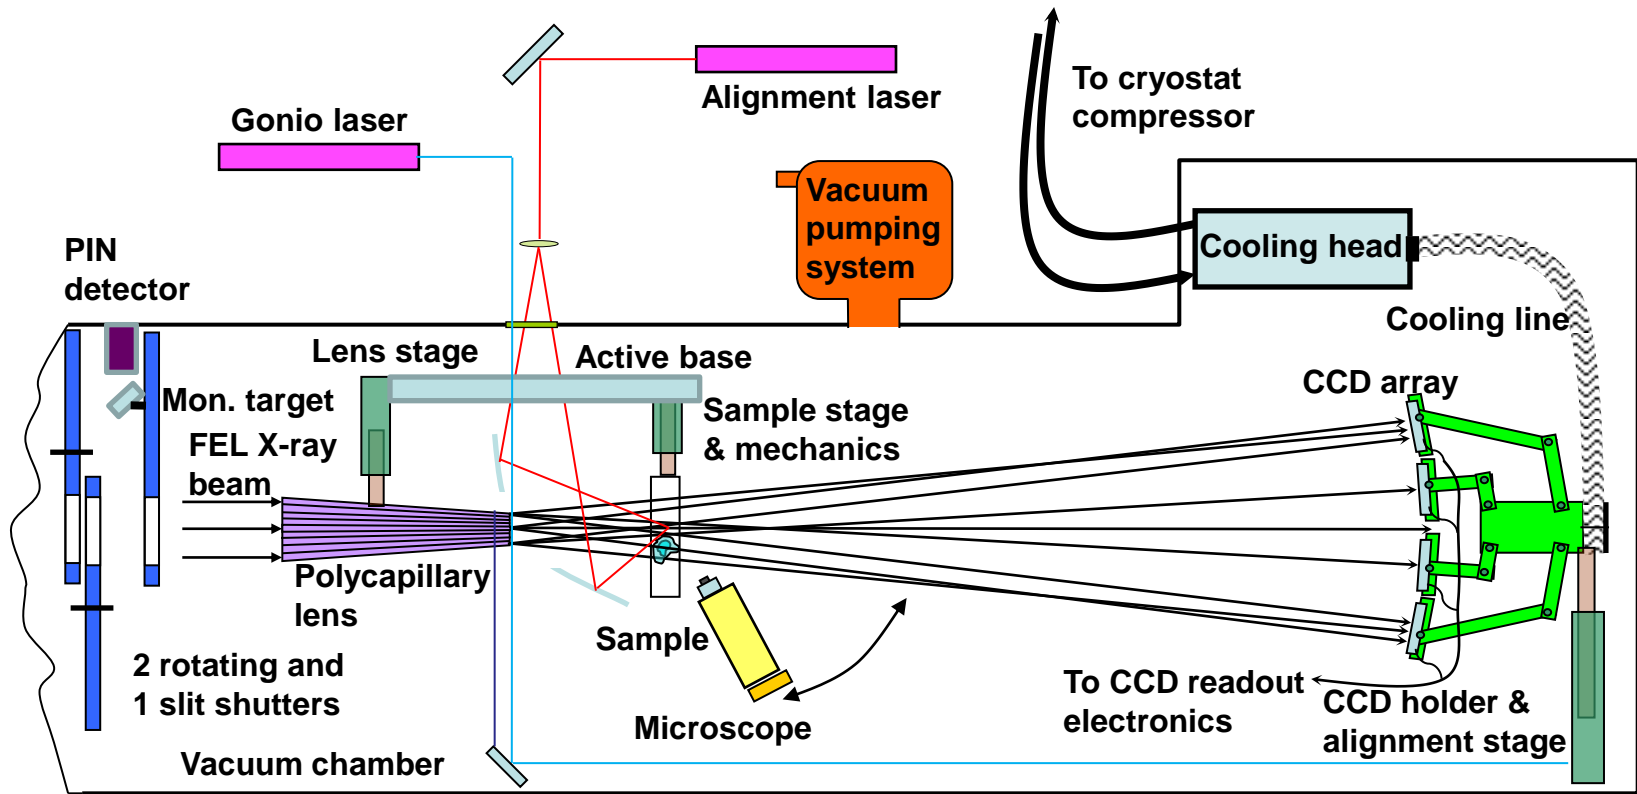 To cryostat
compressor
Alignment laser
Gonio laser
Vacuum
pumping
system
Cooling head
PIN
detector
Cooling line
Lens stage
Active base
CCD array
Mon. target
Sample stage
& mechanics
FEL X-ray
beam
Polycapillary
lens
Sample
2 rotating and
1 slit shutters
Microscope
To CCD readout
electronics
CCD holder &
alignment stage
Vacuum chamber